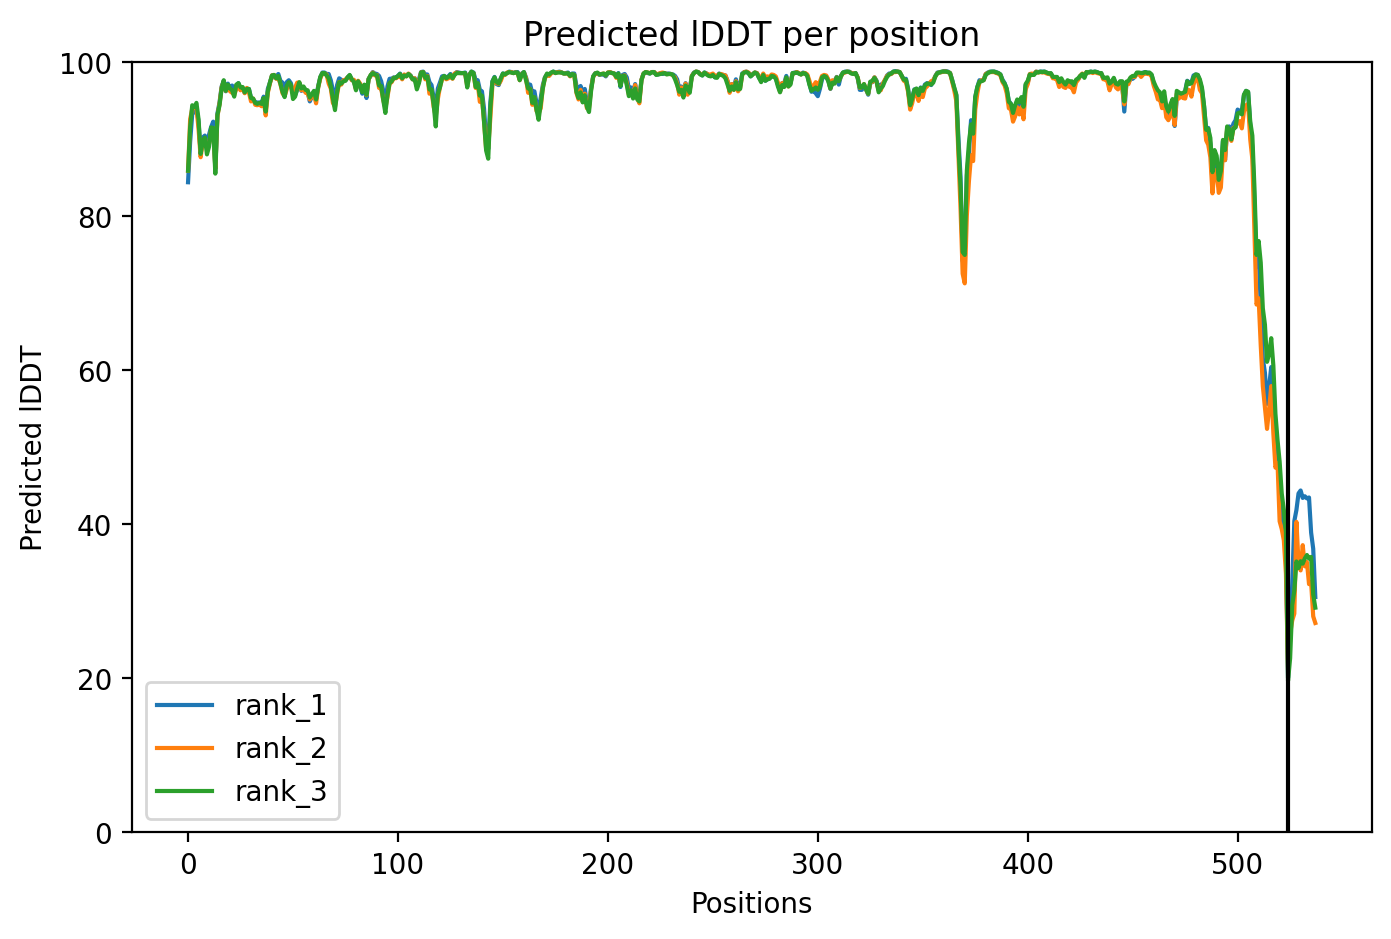 Predicted lDDT per position
Predicted lDDT
100
80
60
40
20
0
rank_1
rank_2
rank_3
0 100 200 300 400 500
Positions